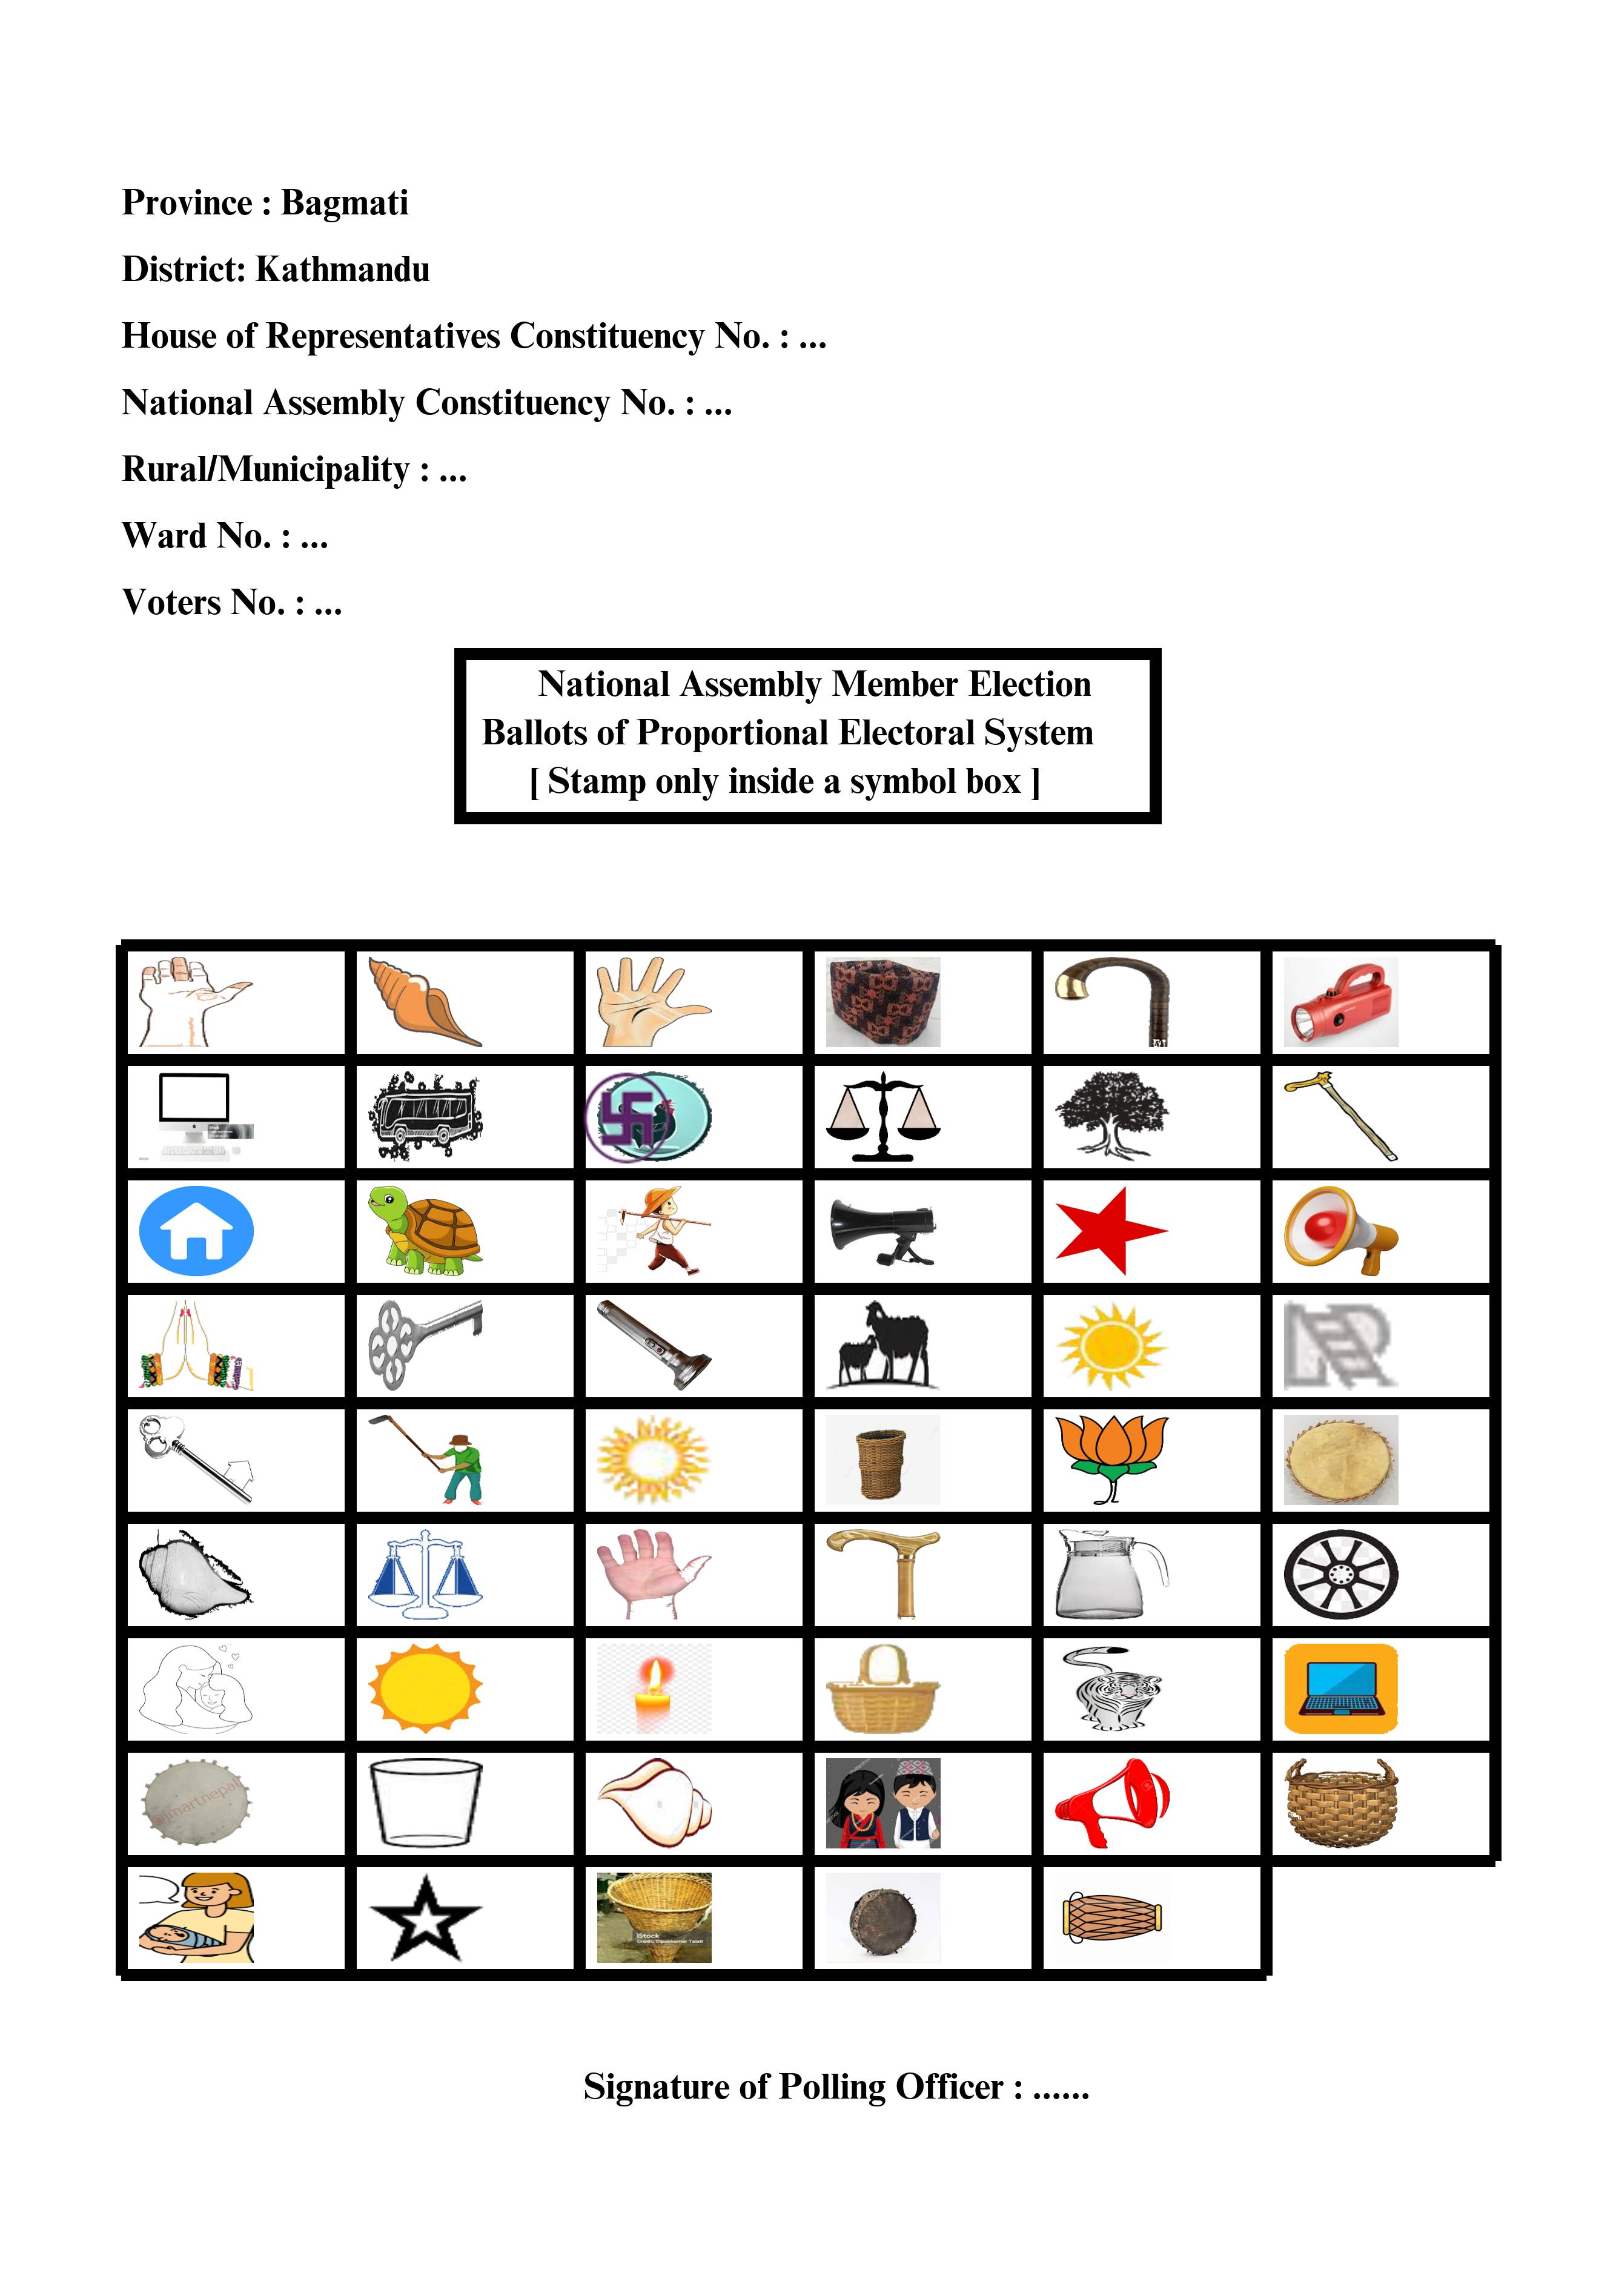 Province : Bagmati
District: Kathmandu
House of Representatives Constituency No. : ...
National Assembly Constituency No. : ...
Rural/Municipality : ...
Ward No. : ...
Voters No. : ...
National Assembly Member Election
Ballots of Proportional Electoral System
[ Stamp only inside a symbol box ]
iStock
Signature of Polling Officer : ......